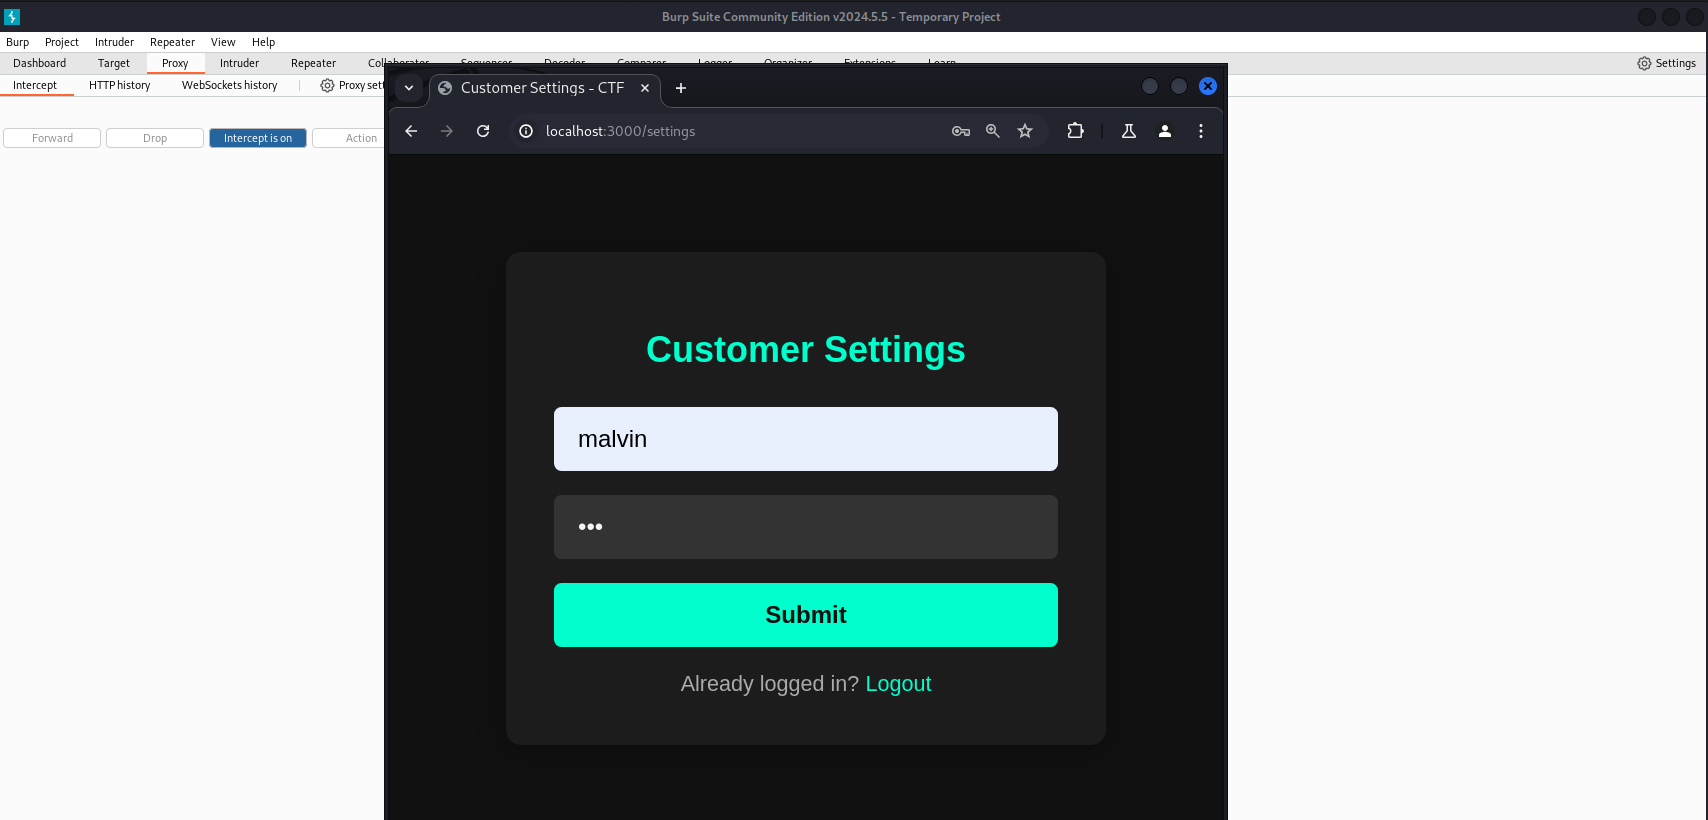 Burp Suite Community Edition v2024.5.5 - Temporary Project
Burp Project Intruder Repeater View Help
Dashboard Target Proxy Intruder Repeater Collaborator Sequencer Decoder Comparer Logger Organizer Extensions Learn Settings
Intercept HTTP history WebSockets history Proxy
Forward Drop Intercept is on Action
Customer Settings - CTF
localhost:3000/settings
Customer Settings
malvin
•••
Submit
Already logged in? Logout